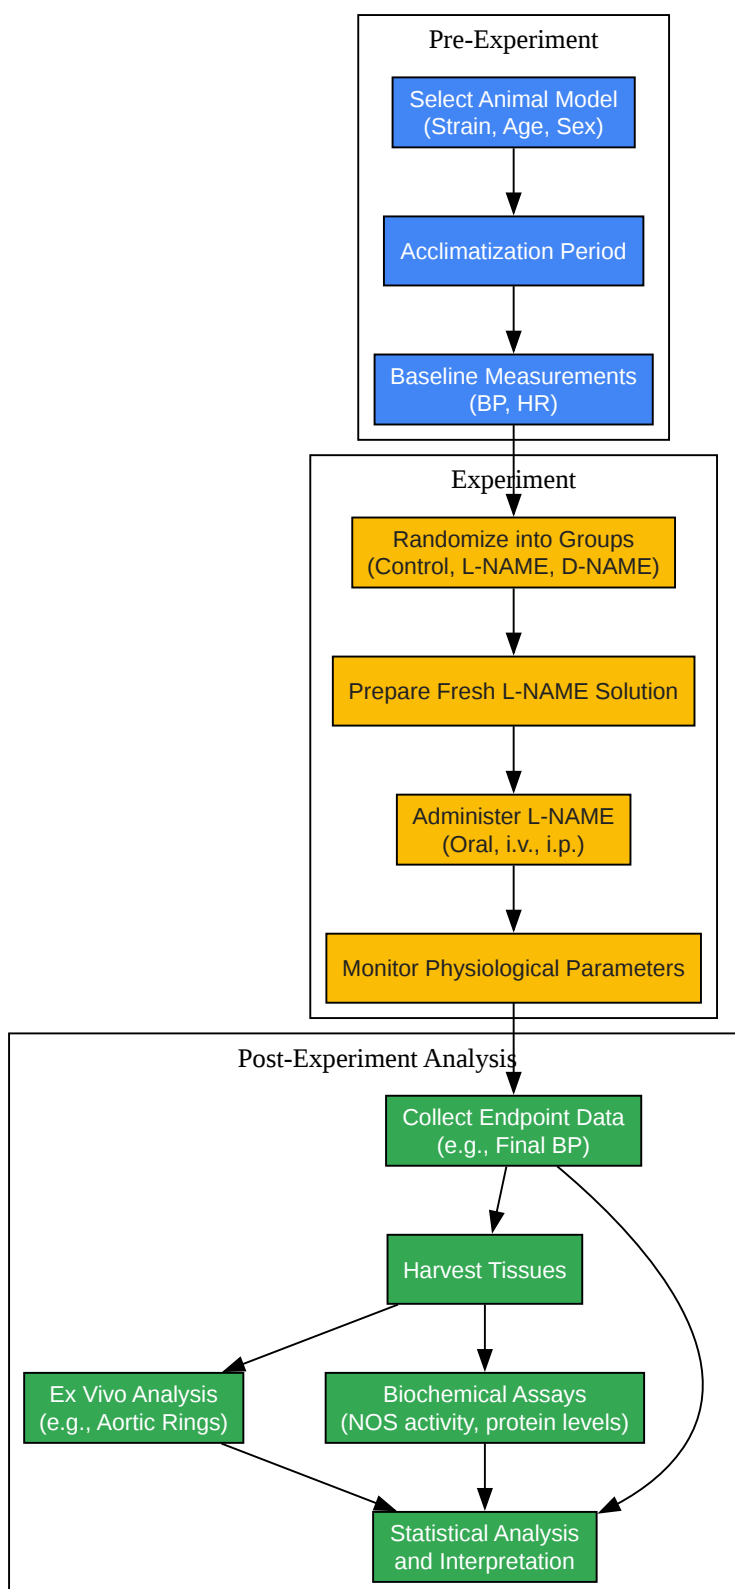 Pre-Experiment
Select Animal Model
(Strain, Age, Sex)
Acclimatization Period
Baseline Measurements
(BP, HR)
Experiment
Randomize into Groups
(Control, L-NAME, D-NAME)
Prepare Fresh L-NAME Solution
Administer L-NAME
(Oral, i.v., i.p.)
Monitor Physiological Parameters
Post-Experiment Analysis
Collect Endpoint Data
(e.g., Final BP)
Harvest Tissues
Ex Vivo Analysis
(e.g., Aortic Rings)
Biochemical Assays
(NOS activity, protein levels)
Statistical Analysis
and Interpretation